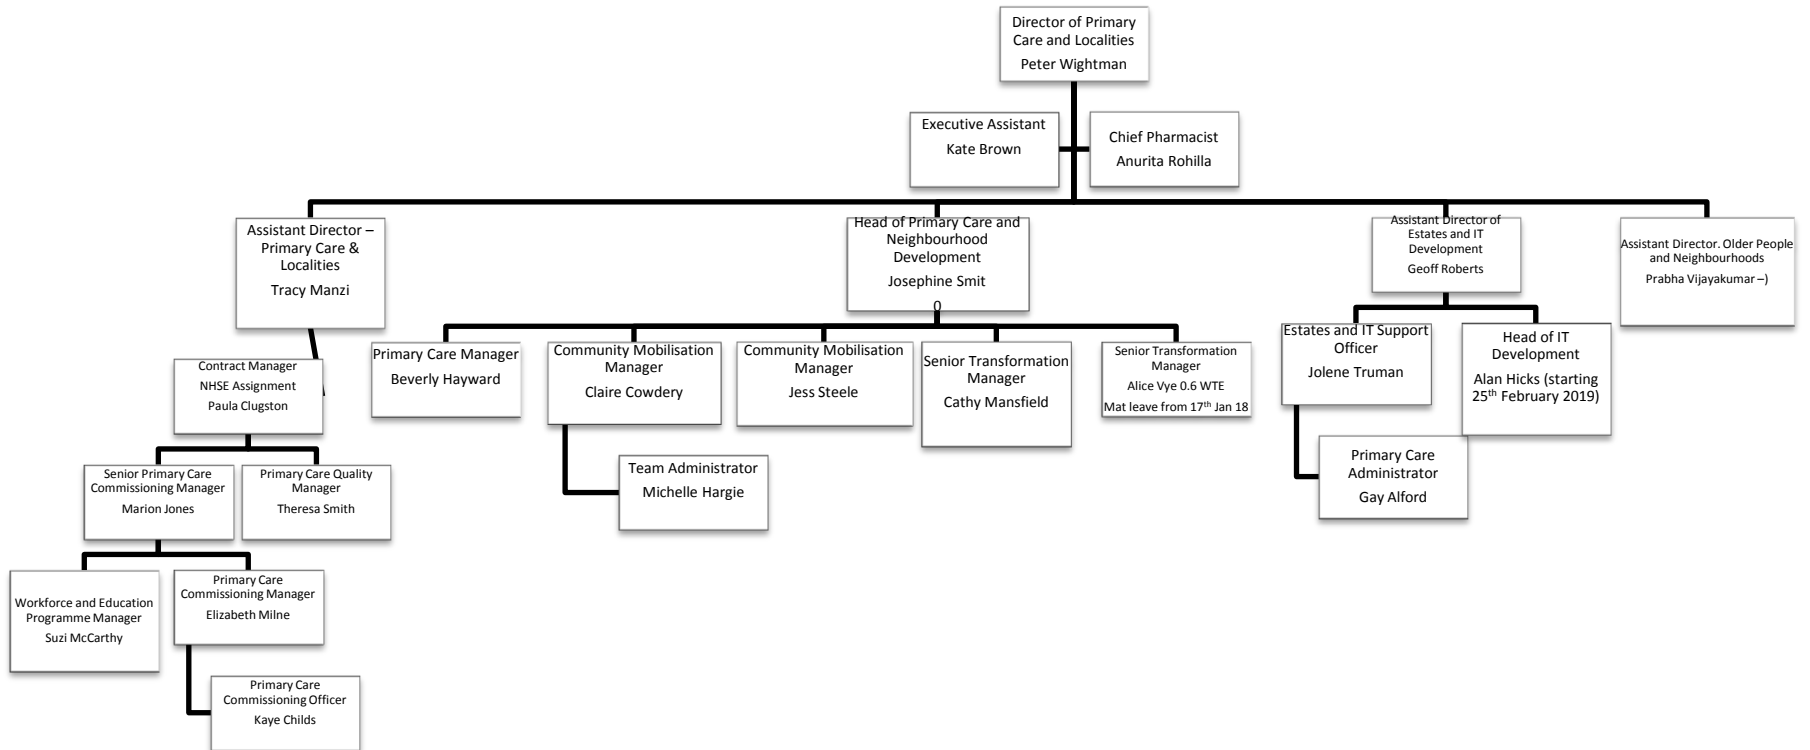 Director of Primary
Care and Localities
Peter Wightman
Executive Assistant
Kate Brown
Chief Pharmacist
Anurita Rohilla
Assistant Director –
Primary Care &
Localities
Tracy Manzi
Head of Primary Care and
Neighbourhood
Development
Josephine Smit
0
Assistant Director of
Estates and IT
Development
Geoff Roberts
Assistant Director. Older People
and Neighbourhoods
Prabha Vijayakumar –)
Contract Manager
NHSE Assignment
Paula Clugston
Primary Care Manager
Beverly Hayward
Community Mobilisation
Manager
Claire Cowdery
Community Mobilisation
Manager
Jess Steele
Senior Transformation
Manager
Cathy Mansfield
Senior Transformation
Manager
Alice Vye 0.6 WTE
Mat leave from 17th Jan 18
Estates and IT Support
Officer
Jolene Truman
Head of IT
Development
Alan Hicks (starting
25th February 2019)
Senior Primary Care
Commissioning Manager
Marion Jones
Primary Care Quality
Manager
Theresa Smith
Team Administrator
Michelle Hargie
Primary Care
Administrator
Gay Alford
Workforce and Education
Programme Manager
Suzi McCarthy
Primary Care
Commissioning Manager
Elizabeth Milne
Primary Care
Commissioning Officer
Kaye Childs